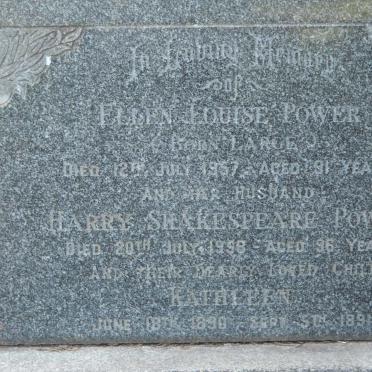 In Loving Memory
of
ELLEN LOUISE POWER
( BORN LARGE )
DIED 12TH JULY 1957 - AGED 91 YEA
AND HER HUSBAND
HARRY SHAKESPEARE POW
DIED 20TH JULY 1958 - AGED 96 YEA
AND THEIR DEARLY LOVED CHIL
KATHLEEN
JUNE 18TH 1890 - SEPT. 5TH 1891